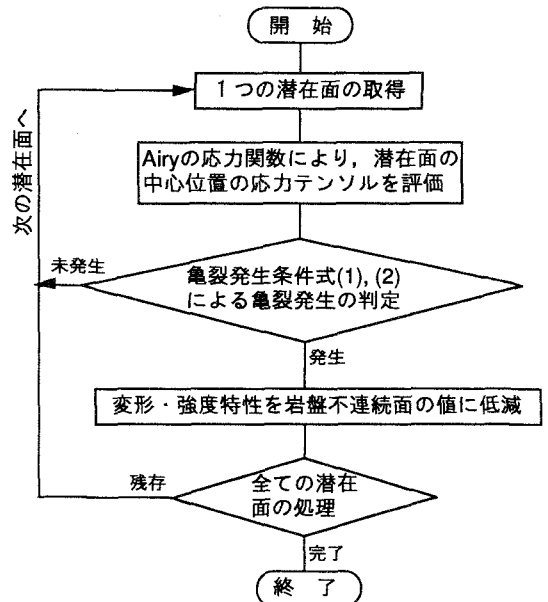 開 始
1つの潜在面の取得
Airyの応力関数により，潜在面の
中心位置の応力テンソルを評価
次の潜在面へ
未発生
亀裂発生条件式(1), (2)
による亀裂発生の判定
発生
変形・強度特性を岩盤不連続面の値に低減
残存
全ての潜在
面の処理
完了
終 了